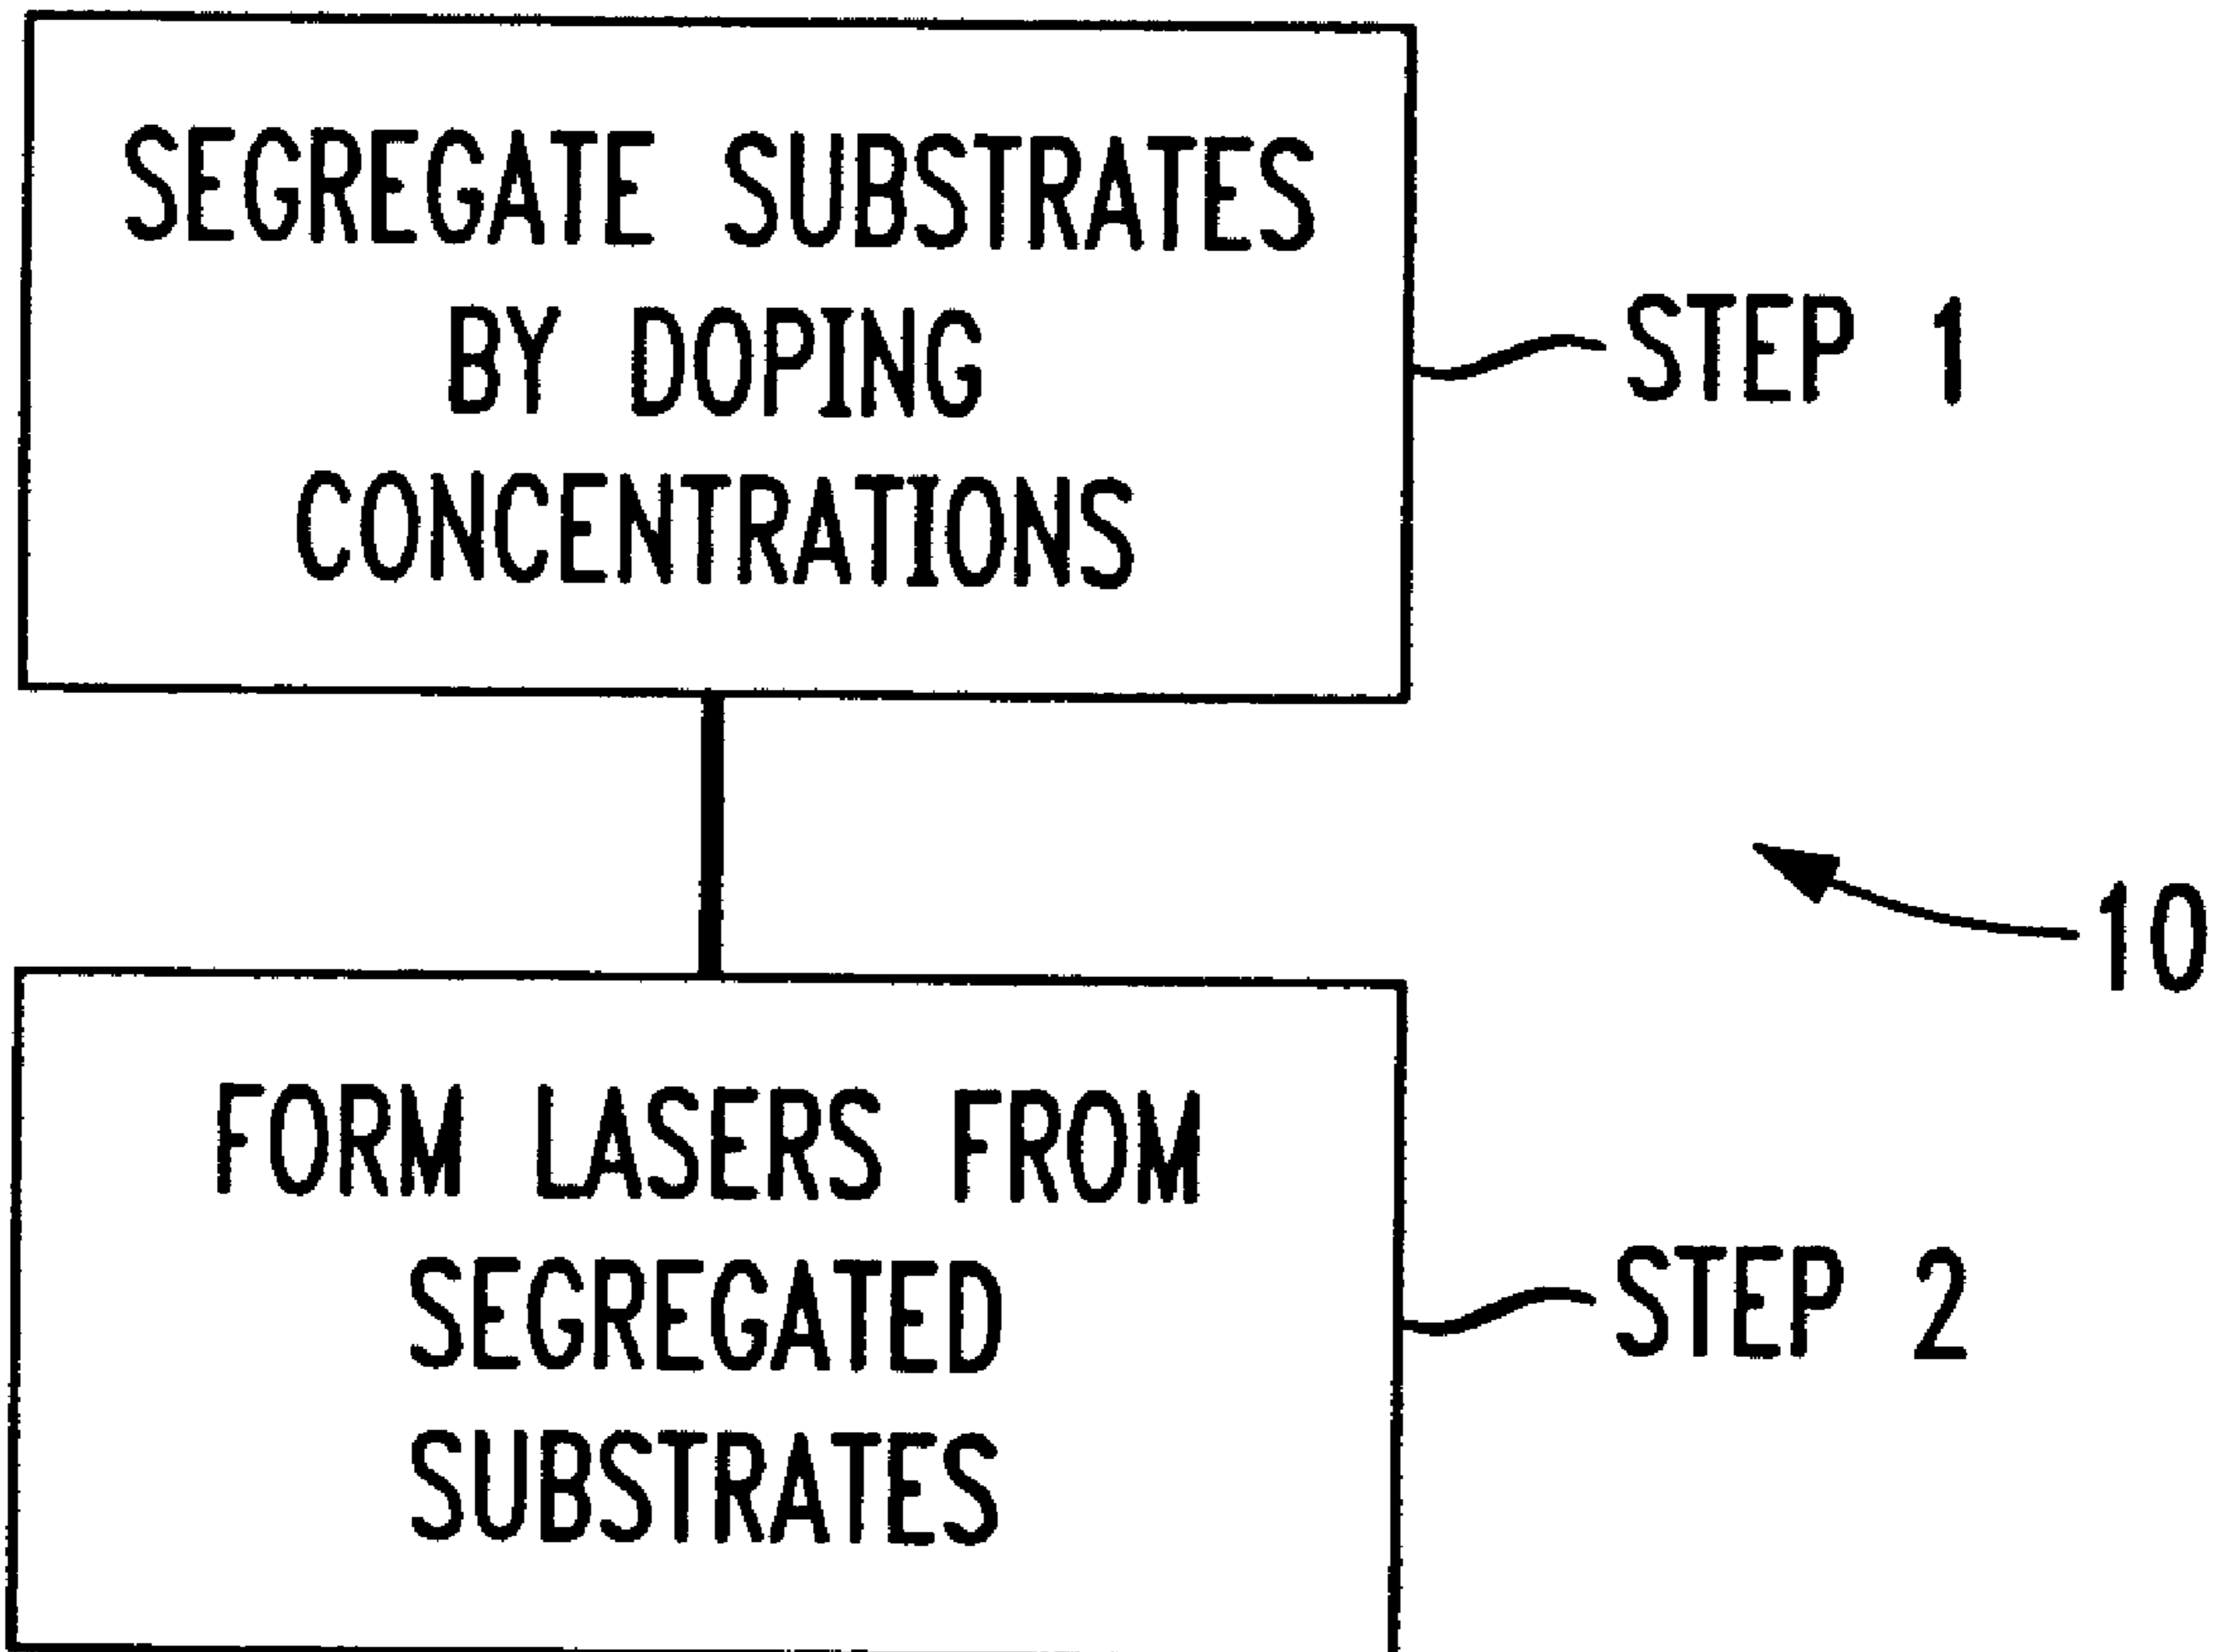 SEGREGATE SUBSTRATES
BY DOPING
CONCENTRATIONS
STEP 1
10
FORM LASERS FROM
SEGREGATED
SUBSTRATES
STEP 2